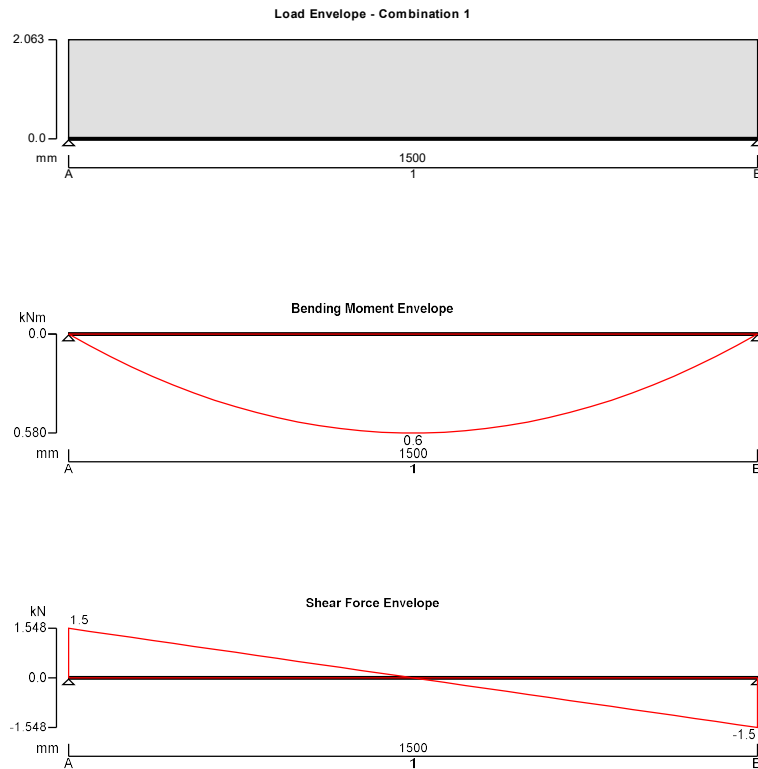 Load Envelope - Combination 1
2.063
0.0
mm 1500
A 1
Bending Moment Envelope
kNm
0.0
0.580
0.6
mm 1500
A 1
Shear Force Envelope
kN
1.548 1.5
0.0
-1.548 -1.5
mm 1500
A 1